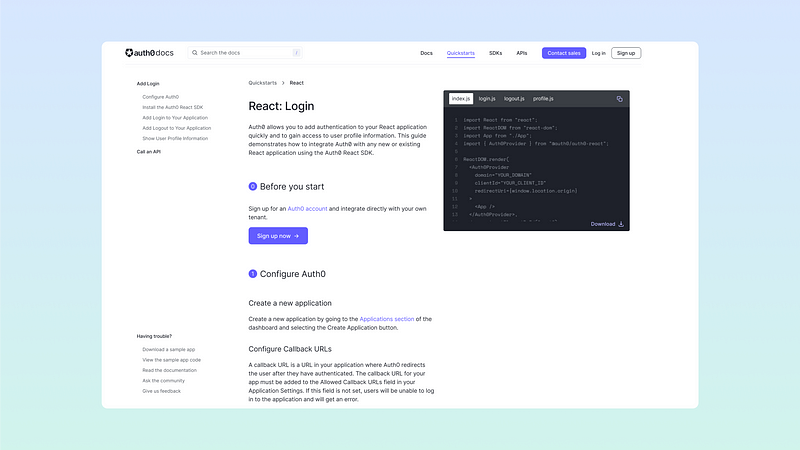 auth0 docs
Search the docs
/
Docs
Quickstarts
SDKs
APIs
Contact sales
Log in
Sign up
Add Login
Configure Auth0
Install the Auth0 React SDK
Add Login to Your Application
Add Logout to Your Application
Show User Profile Information
Call an API
Having trouble?
Download a sample app
View the sample app code
Read the documentation
Ask the community
Give us feedback
Quickstarts > React
React: Login
Auth0 allows you to add authentication to your React application
quickly and to gain access to user profile information. This guide
demonstrates how to integrate Auth0 with any new or existing
React application using the Auth0 React SDK.
0 Before you start
Sign up for an Auth0 account and integrate directly with your own
tenant.
Sign up now →
1 Configure Auth0
Create a new application
Create a new application by going to the Applications section of the
dashboard and selecting the Create Application button.
Configure Callback URLs
A callback URL is a URL in your application where Auth0 redirects
the user after they have authenticated. The callback URL for your
app must be added to the Allowed Callback URLs field in your
Application Settings. If this field is not set, users will be unable to log
in to the application and will get an error.
index.js login.js logout.js profile.js
1 import React from "react";
2 import ReactDOM from "react-dom";
3 import App from "./App";
4 import { Auth0Provider } from "@auth0/auth0-react";
5
6 ReactDOM.render(
7 <Auth0Provider
8 domain="YOUR_DOMAIN"
9 clientId="YOUR_CLIENT_ID"
10 redirectUri={window.location.origin}
11 >
12 <App />
13 </Auth0Provider>,
Download